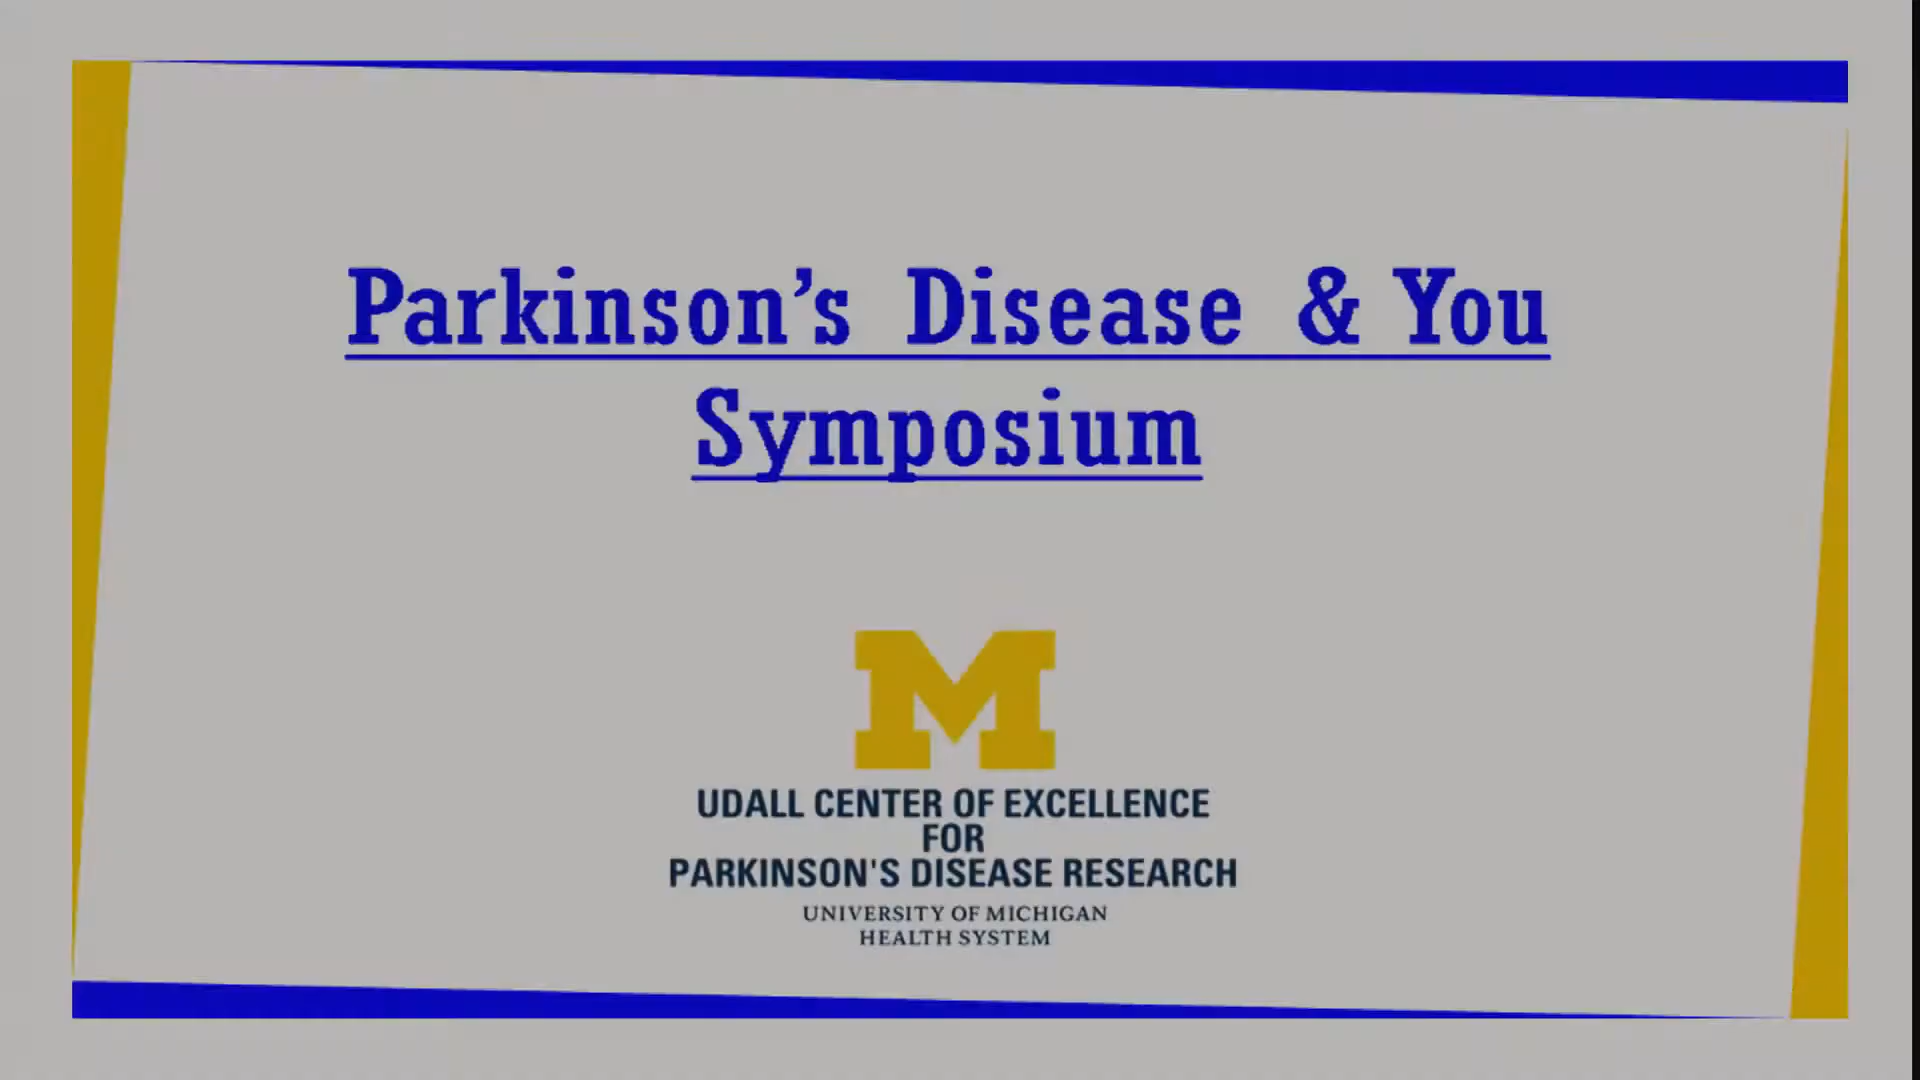 Parkinson’s Disease & You
Symposium
M
UDALL CENTER OF EXCELLENCE
FOR
PARKINSON'S DISEASE RESEARCH
UNIVERSITY OF MICHIGAN
HEALTH SYSTEM